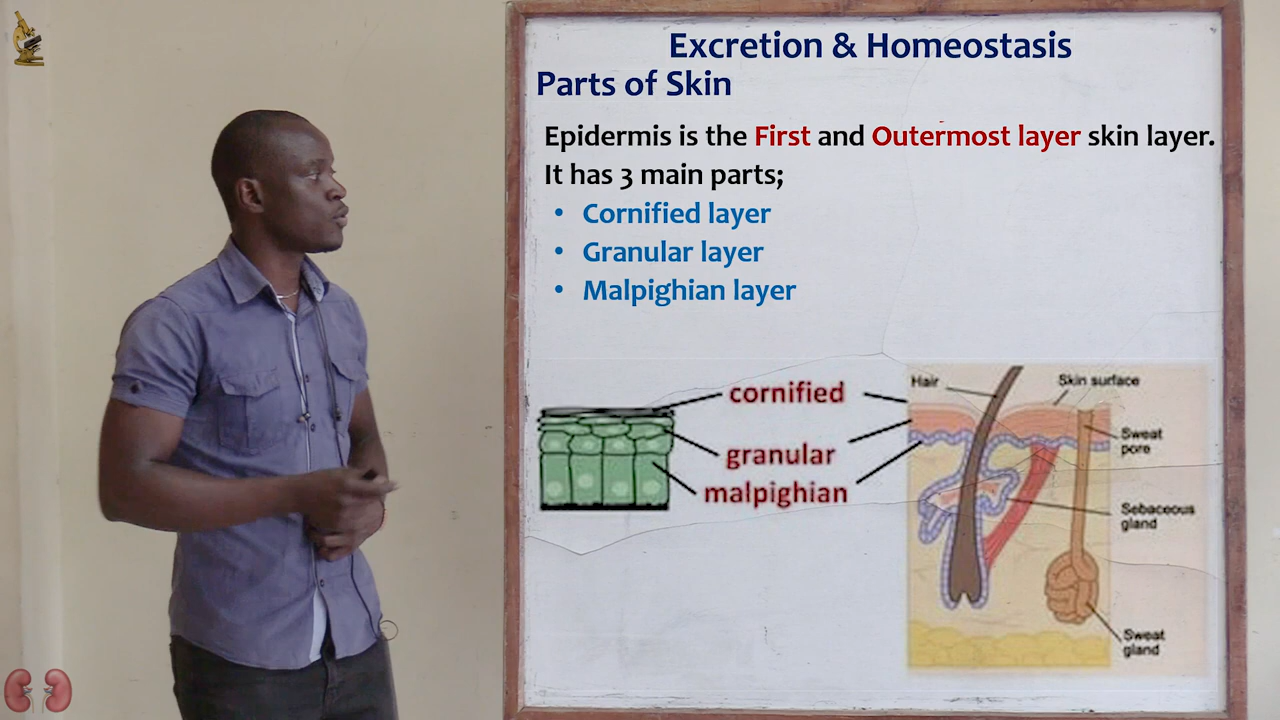 Excretion & Homeostasis
Parts of Skin
Epidermis is the First and Outermost layer skin layer.
It has 3 main parts;
• Cornified layer
• Granular layer
• Malpighian layer
cornified
granular
malpighian
Hair
Skin surface
Sweat
pore
Sebaceous
gland
Sweat
gland